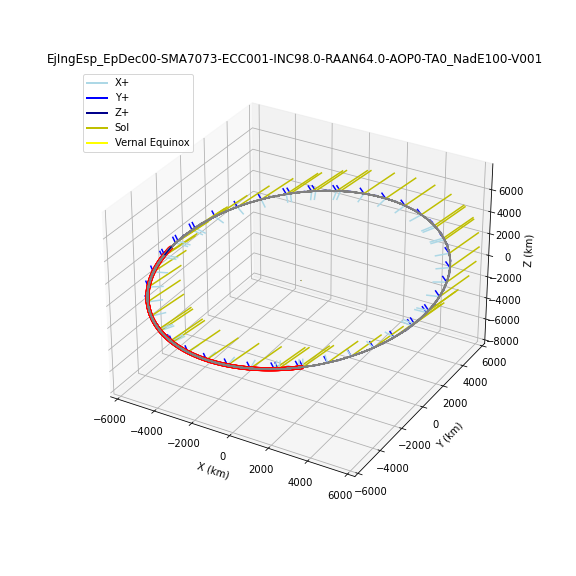 EjIngEsp_EpDec00-SMA7073-ECC001-INC98.0-RAAN64.0-AOP0-TA0_NadE100-V001
X+
Y+
Z+
Sol
Vernal Equinox
6000
4000
2000
0
−2000
−4000
−6000
−8000
Z (km)
6000
4000
2000
0
−2000
−4000
−6000
Y (km)
−6000
−4000
−2000
0
2000
4000
6000
X (km)